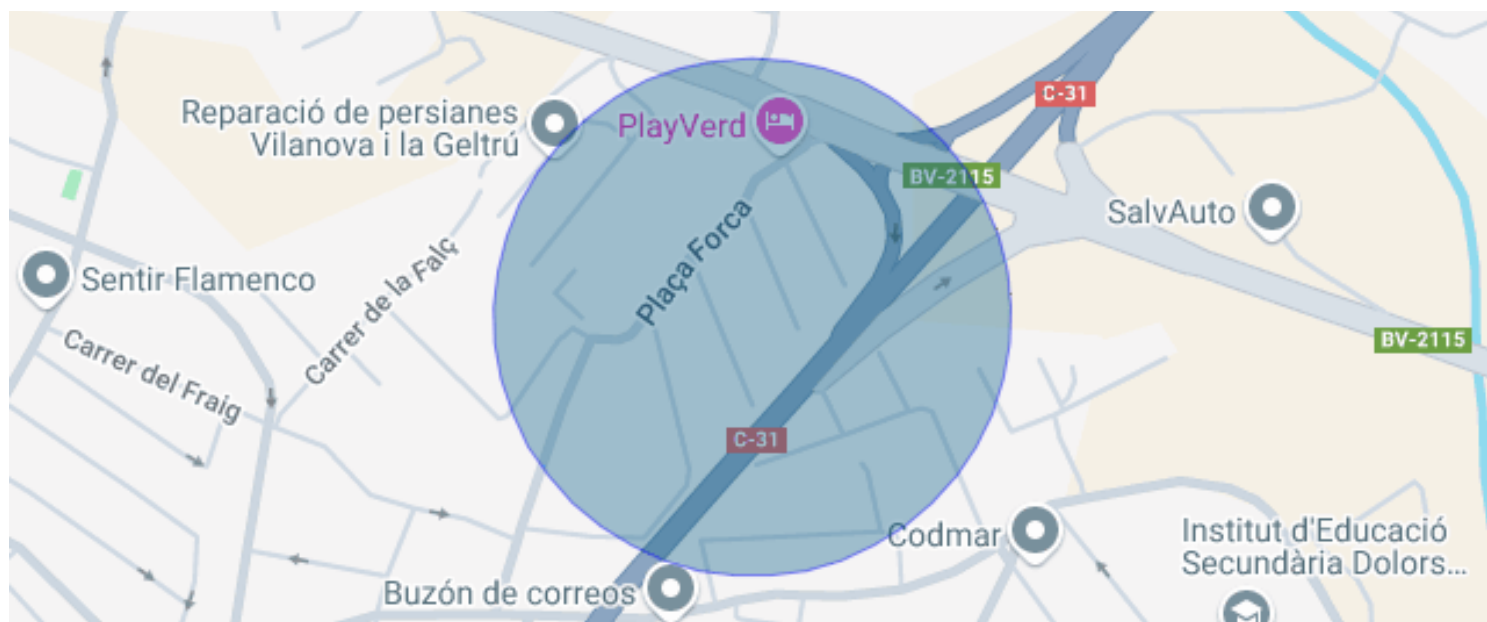 Reparació de persianes
Vilanova i la Geltrú
PlayVerd
C-31
BV-2115
SalvAuto
Plaça Forca
Sentir Flamenco
Carrer de la Falç
Carrer del Fraig
BV-2115
C-31
Codmar
Institut d'Educació
Secundària Dolors...
Buzón de correos